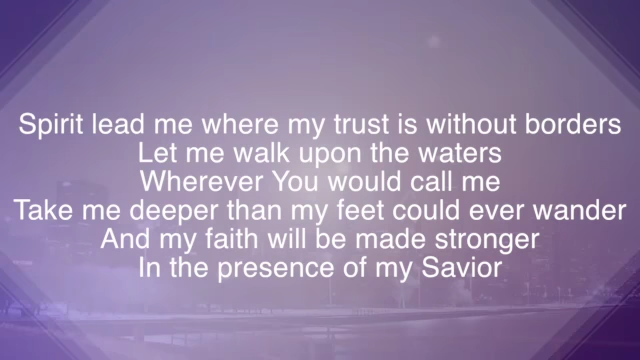 Spirit lead me where my trust is without borders
Let me walk upon the waters
Wherever You would call me
Take me deeper than my feet could ever wander
And my faith will be made stronger
In the presence of my Savior